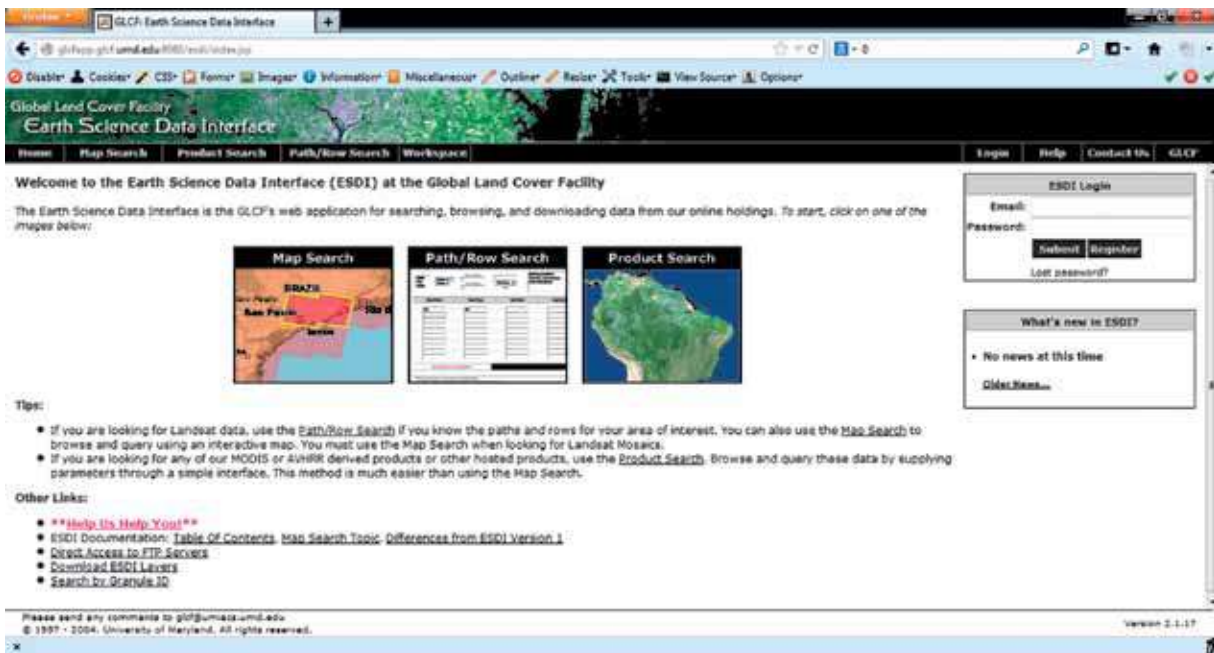 GLCF: Earth Science Data Interface
Disable Cookies CSS Forms Images Information Miscellaneous Outline Resize Tools View Source Options
Global Land Cover Facility
Earth Science Data Interface
Home Map Search Product Search Path/Row Search Workspace Login Help Contact Us GLCF
Welcome to the Earth Science Data Interface (ESDI) at the Global Land Cover Facility
The Earth Science Data Interface is the GLCF's web application for searching, browsing, and downloading data from our online holdings. To start, click on one of the
images below:
Map Search
BRAZIL
Sao Paulo
Path/Row Search
Product Search
Tips:
• If you are looking for Landsat data, use the Path/Row Search if you know the paths and rows for your area of interest. You can also use the Map Search to
browse and query using an interactive map. You must use the Map Search when looking for Landsat Mosaics.
• If you are looking for any of our MODIS or AVHRR derived products or other hosted products, use the Product Search. Browse and query these data by supplying
parameters through a simple interface. This method is much easier than using the Map Search.
Other Links:
• **Help Us Help You!**
• ESDI Documentation: Table Of Contents, Map Search Topic, Differences from ESDI Version 1
• Direct Access to FTP Servers
• Download ESDI Layers
• Search by Granule ID
ESDI Login
Email:
Password:
Submit Register
Lost password?
What's new in ESDI?
• No news at this time
Older News...
Please send any comments to glcf@umiacs.umd.edu
© 1997 - 2004. University of Maryland. All rights reserved.
Version 2.1.17